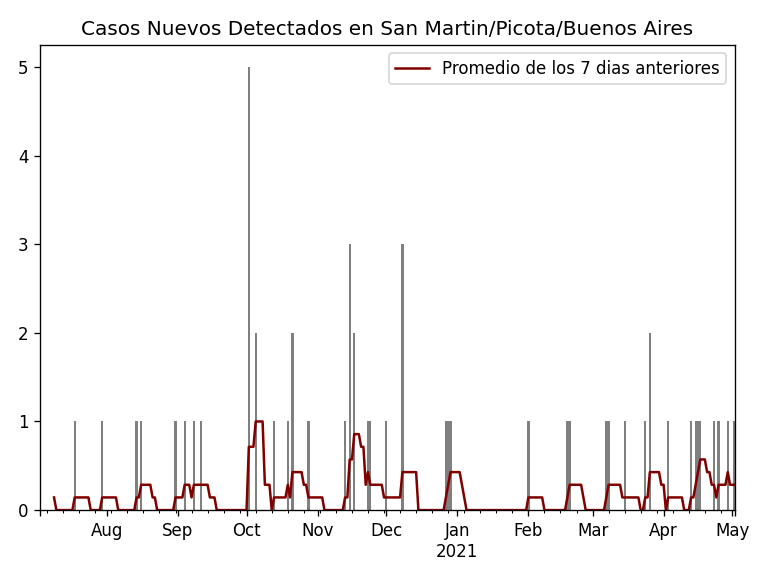 Casos Nuevos Detectados en San Martin/Picota/Buenos Aires
Promedio de los 7 dias anteriores
5
4
3
2
1
0
Aug Sep Oct Nov Dec Jan Feb Mar Apr May
2021